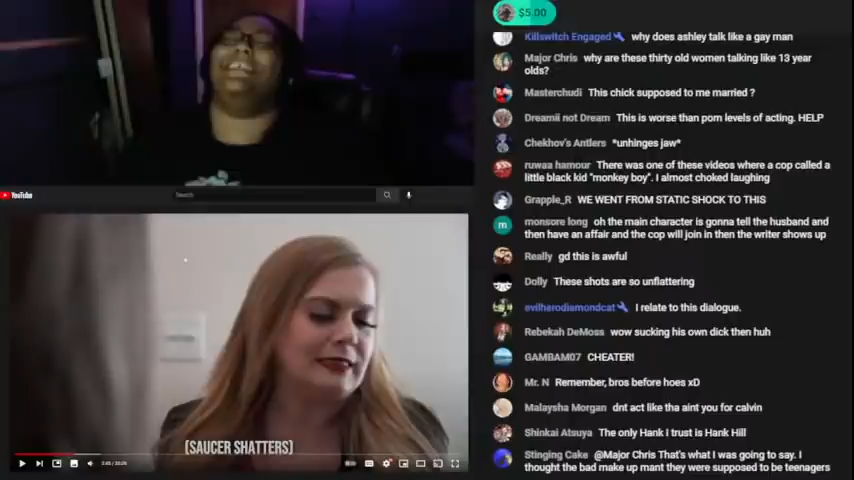 $5.00
Killswitch Engaged why does ashley talk like a gay man
Major Chris why are these thirty old women talking like 13 year
olds?
Masterchudi This chick supposed to me married ?
Dreamii not Dream This is worse than porn levels of acting. HELP
Chekhov's Antlers *unhinges jaw*
ruwaa hamour There was one of these videos where a cop called a
little black kid "monkey boy". I almost choked laughing
Grapple_R WE WENT FROM STATIC SHOCK TO THIS
monsore long oh the main character is gonna tell the husband and
then have an affair and the cop will join in then the writer shows up
Really gd this is awful
Dolly These shots are so unflattering
evilherodiamondcat I relate to this dialogue.
Rebekah DeMoss wow sucking his own dick then huh
GAMBAM07 CHEATER!
Mr. N Remember, bros before hoes xD
Malaysha Morgan dnt act like tha aint you for calvin
Shinkai Atsuya The only Hank I trust is Hank Hill
Stinging Cake @Major Chris That's what I was going to say. I
thought the bad make up mant they were supposed to be teenagers
YouTube
Search
(SAUCER SHATTERS)